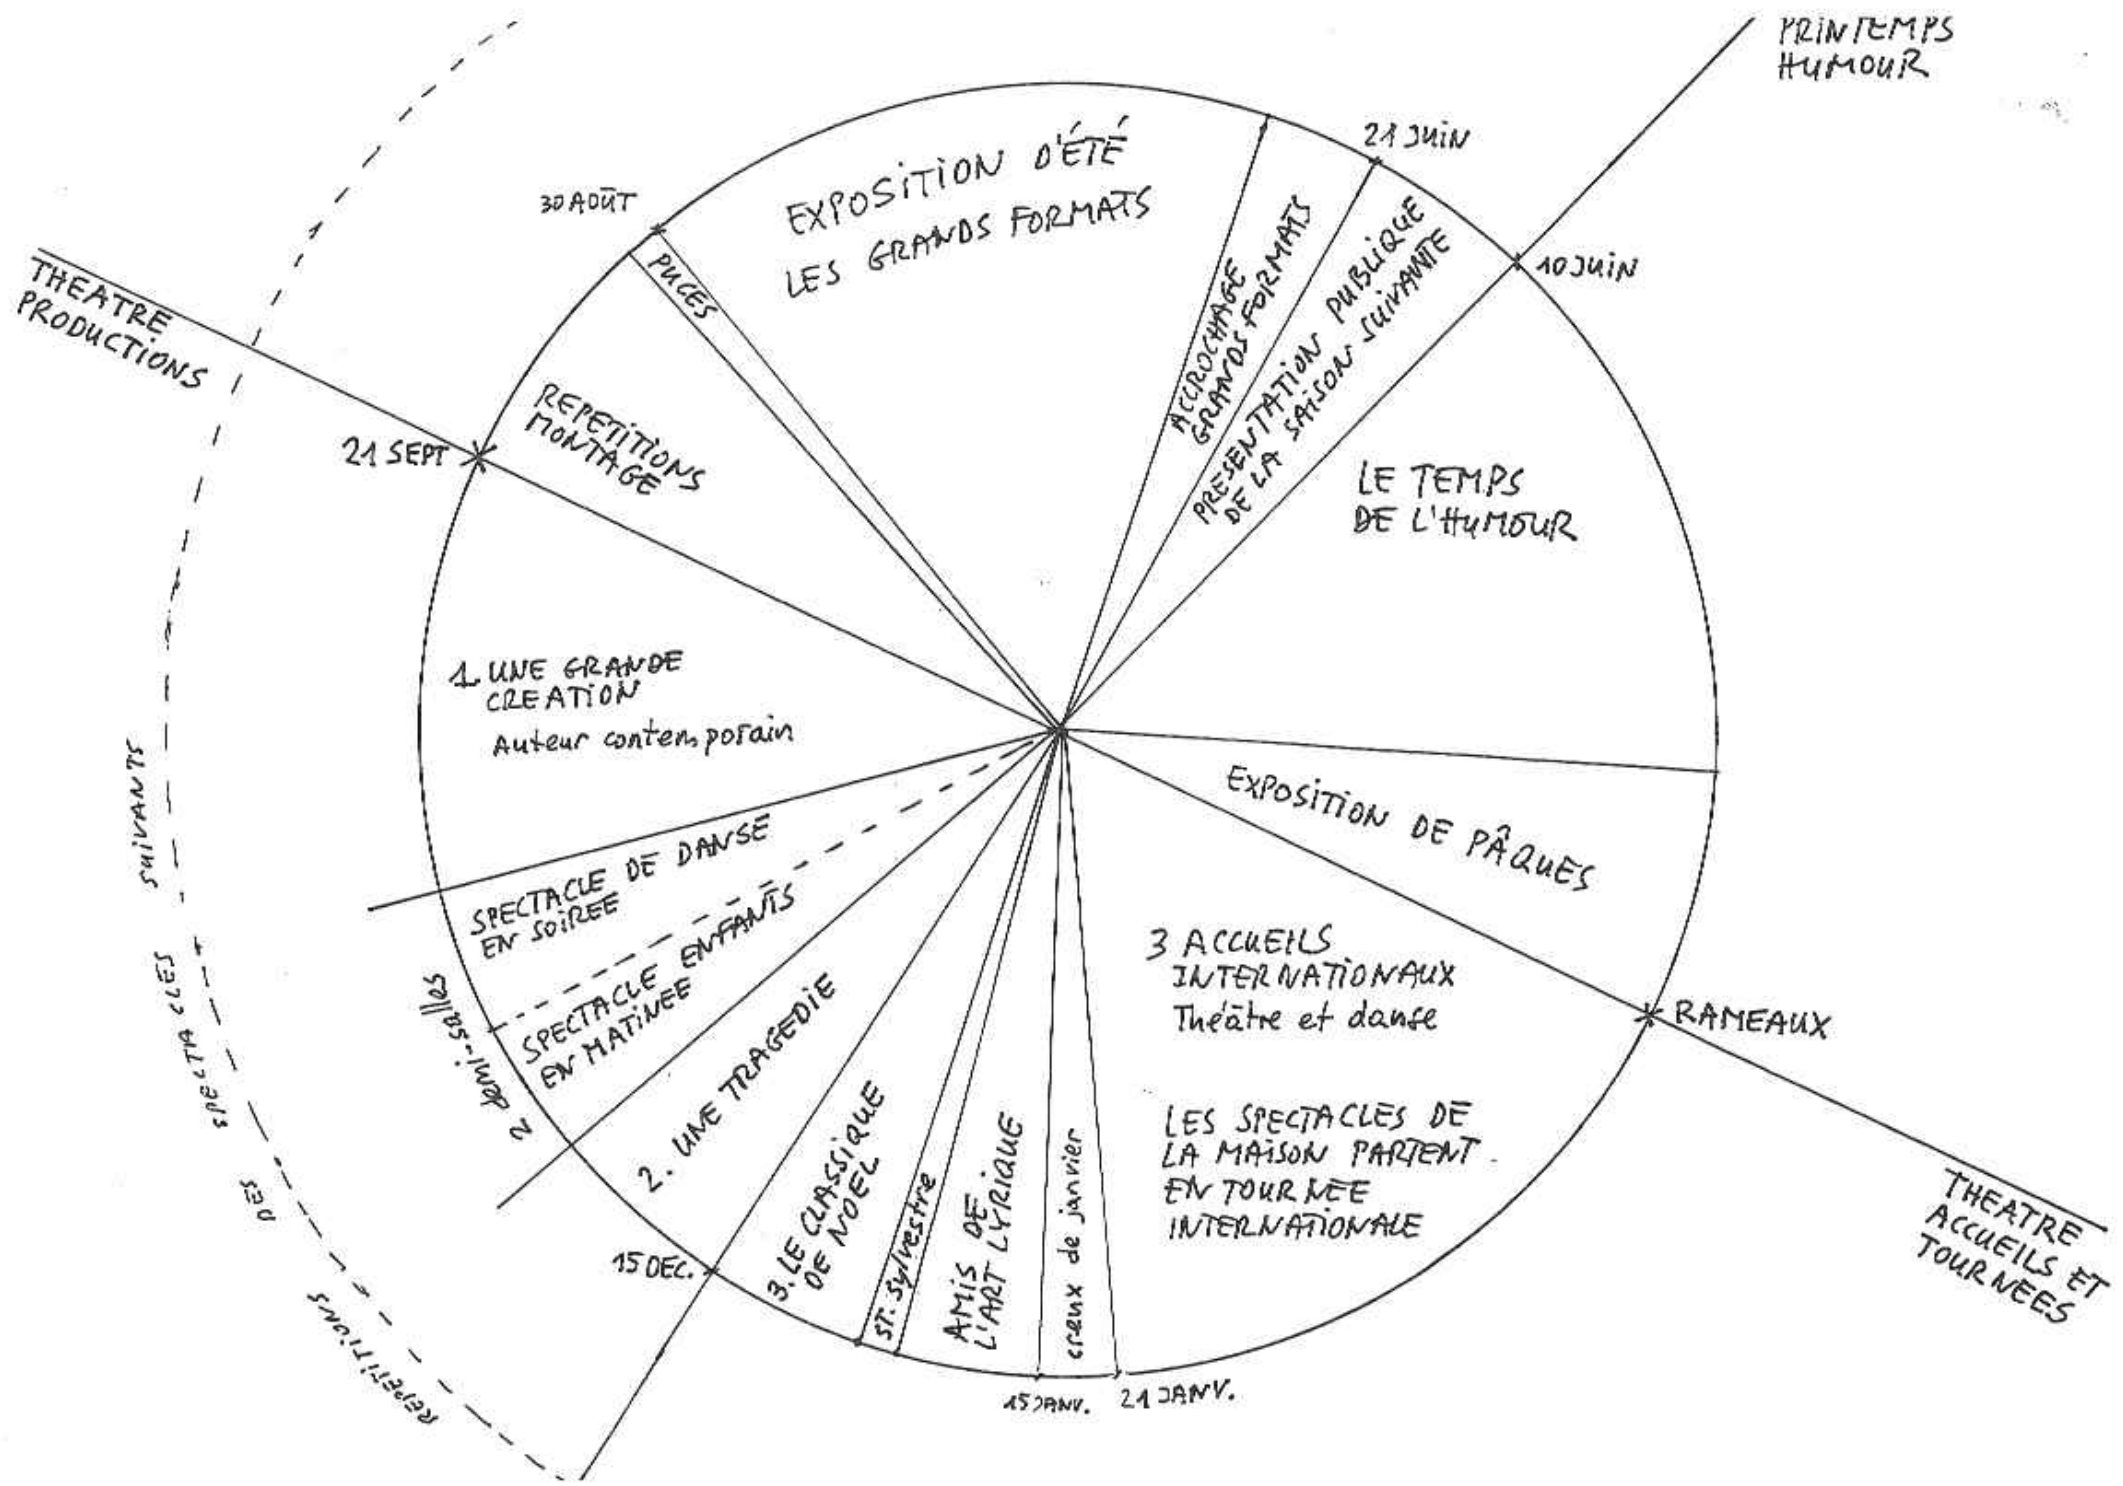 PRINTEMPS
HUMOUR
21 JUIN
10 JUIN
30 AOÛT
EXPOSITION D'ÉTÉ
LES GRANDS FORMATS
PUCES
ACCROCHAGE
GRANDS FORMATS
PRESENTATION PUBLIQUE
DE LA SAISON SUIVANTE
THEATRE
PRODUCTIONS
21 SEPT
REPETITIONS
MONTAGE
LE TEMPS
DE L'HUMOUR
1. UNE GRANDE
CREATION
Auteur contemporain
EXPOSITION DE PÂQUES
SPECTACLE DE DANSE
EN SOIREE
SPECTACLE ENFANTS
EN MATINEE
2 demi-salles
2. UNE TRAGEDIE
15 DEC.
3. LE CLASSIQUE
DE NOEL
ST. Sylvestre
AMIS DE
L'ART LYRIQUE
creux de janvier
15 JANV.
21 JANV.
3 ACCUEILS
INTERNATIONAUX
Théâtre et danse
LES SPECTACLES DE
LA MAISON PARTENT
EN TOURNEE
INTERNATIONALE
RAMEAUX
THEATRE
ACCUEILS ET
TOURNEES
REPETITIONS DES SPECTACLES SUIVANTS